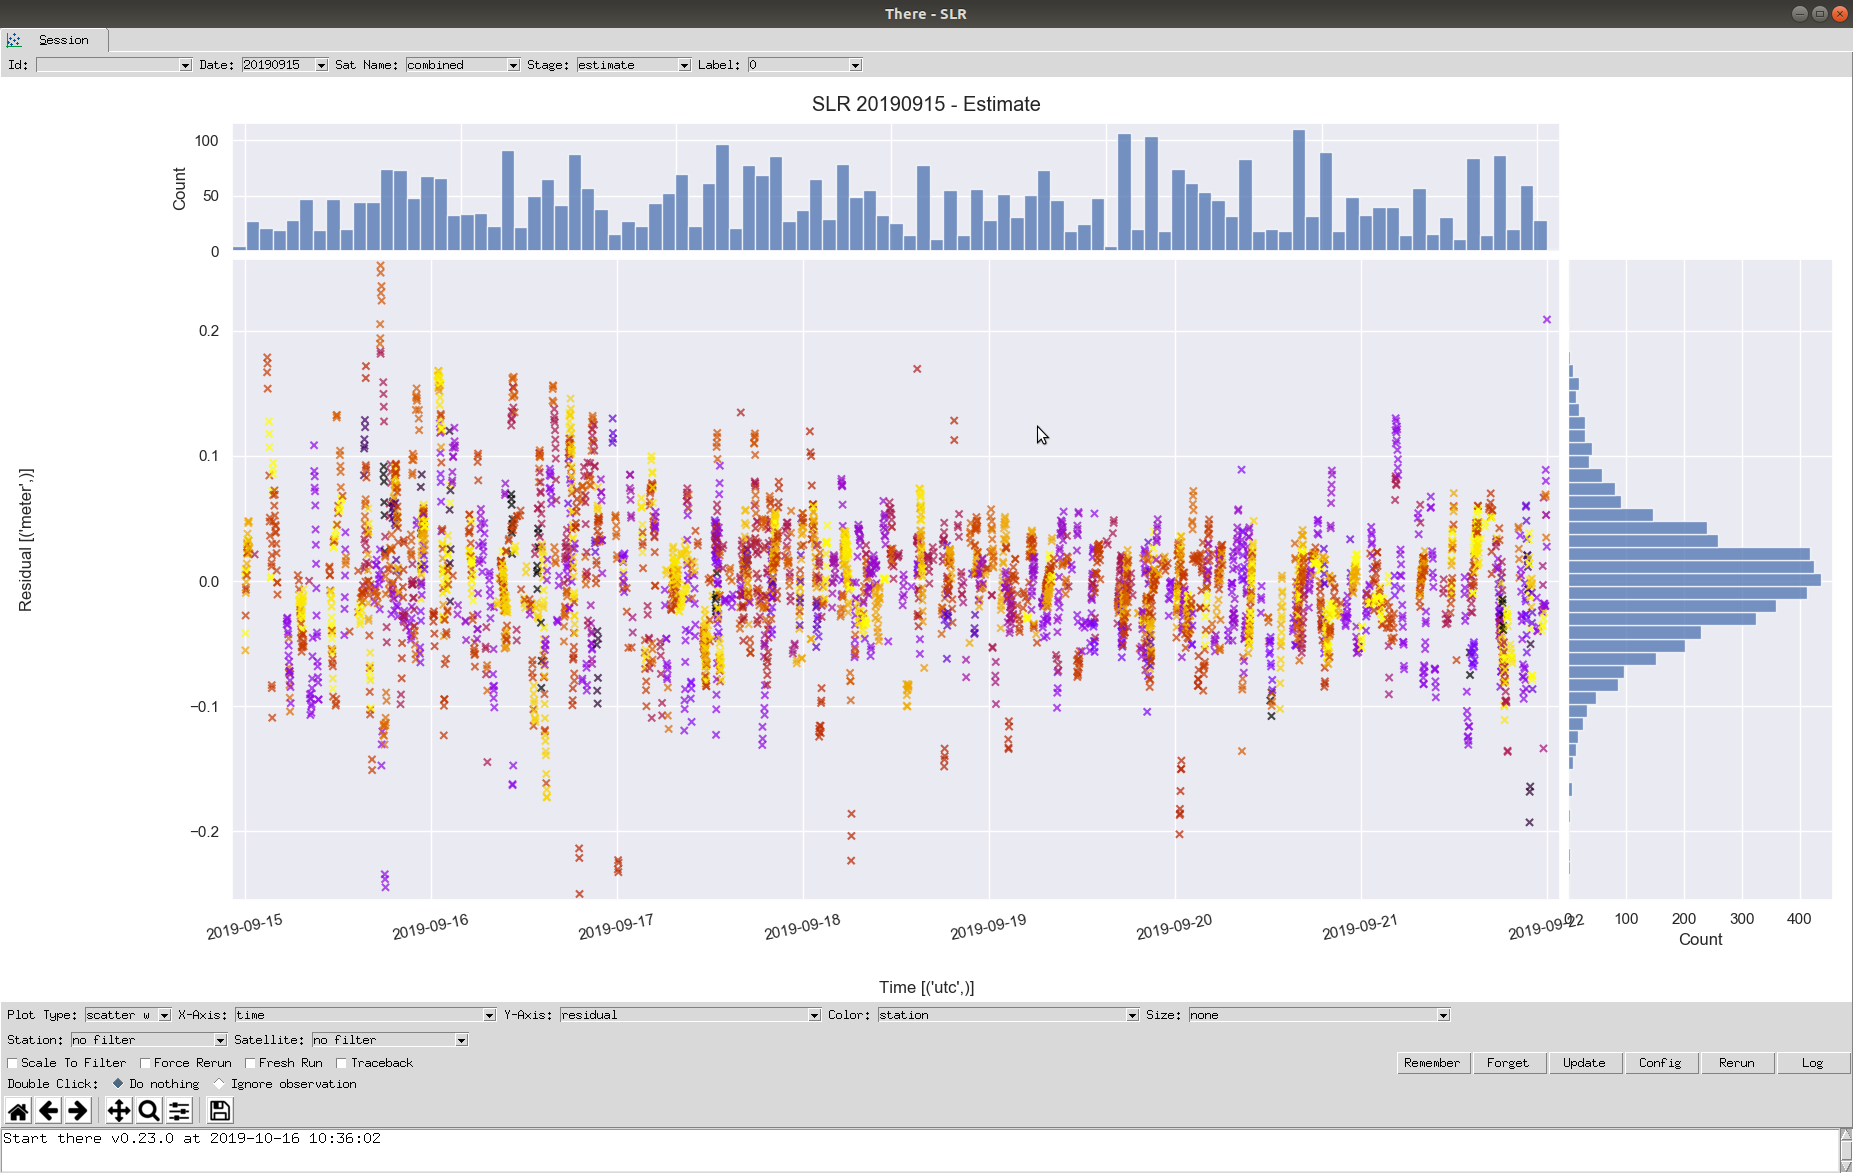 There - SLR
Session
Id: Date: 20190915 Sat Name: combined Stage: estimate Label: 0
SLR 20190915 - Estimate
Count
100
50
0
Residual [('meter',)]
0.2
0.1
0.0
−0.1
−0.2
2019-09-15 2019-09-16 2019-09-17 2019-09-18 2019-09-19 2019-09-20 2019-09-21 2019-09-22
0 100 200 300 400
Count
Time [('utc',)]
Plot Type: scatter w X-Axis: time Y-Axis: residual Color: station Size: none
Station: no filter Satellite: no filter
Scale To Filter Force Rerun Fresh Run Traceback Remember Forget Update Config Rerun Log
Double Click: Do nothing Ignore observation
Start there v0.23.0 at 2019-10-16 10:36:02